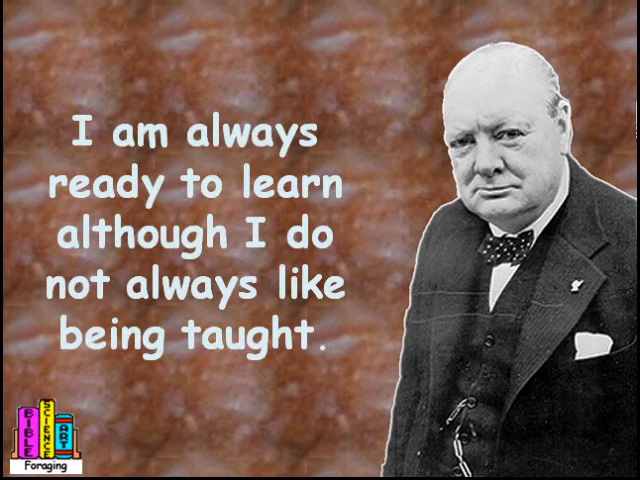 I am always
ready to learn
although I do
not always like
being taught.
BIBLE
SCIENCE
ART
Foraging